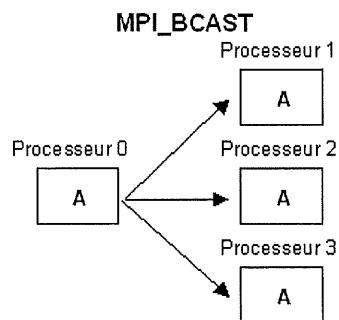 MPI_BCAST
Processeur 1
A
Processeur 0
A
Processeur 2
A
Processeur 3
A